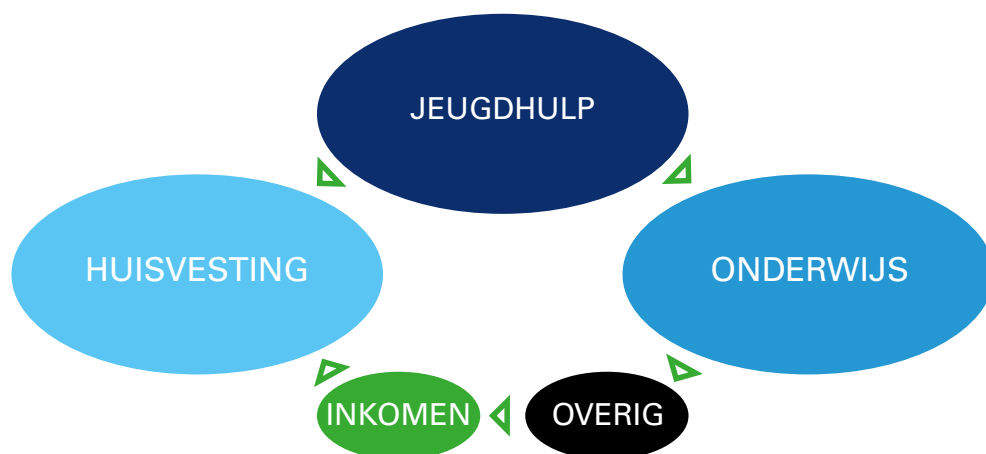 JEUGDHULP
HUISVESTING
ONDERWIJS
INKOMEN
OVERIG